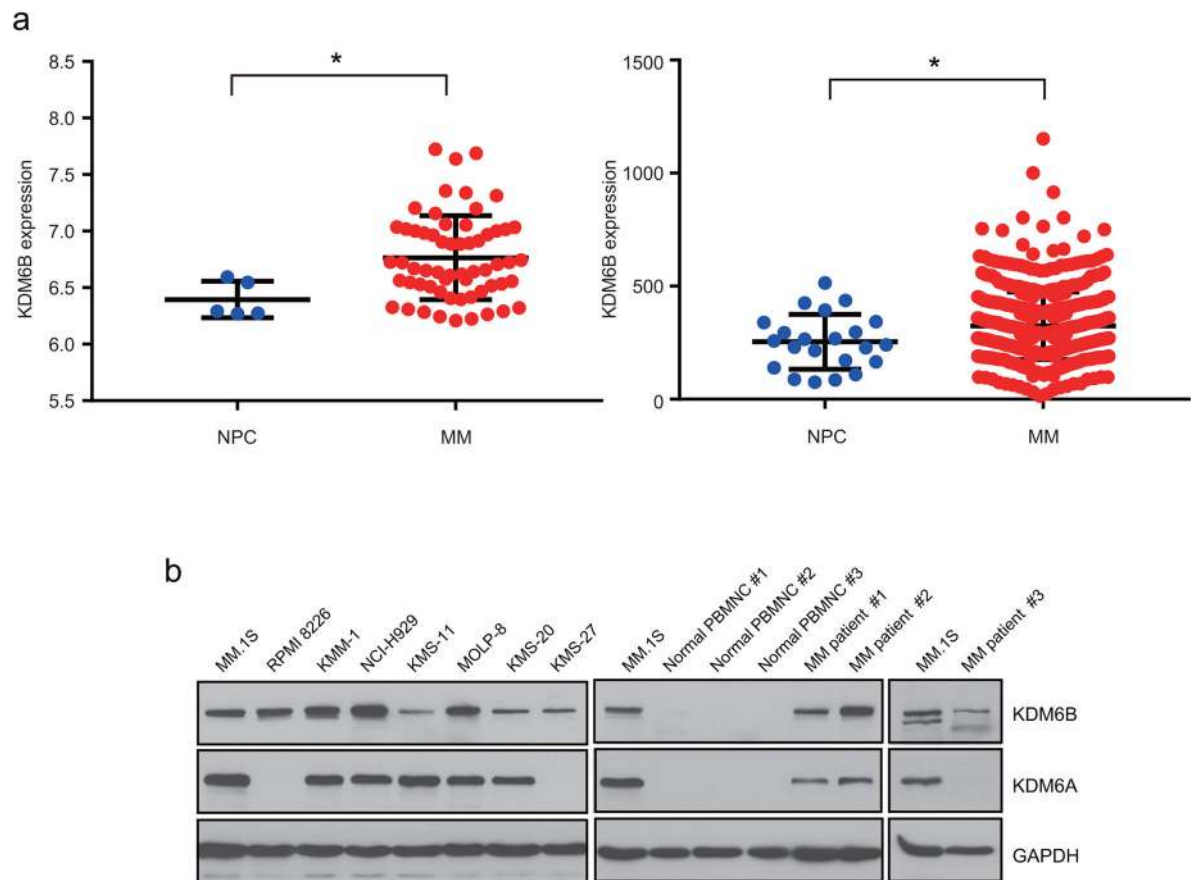 a
8.5
8.0
7.5
7.0
6.5
6.0
5.5
KDM6B expression
*
NPC MM
1500
1000
500
0
KDM6B expression
*
NPC MM
b
MM.1S RPMI 8226 KMM-1 NCI-H929 KMS-11 MOLP-8 KMS-20 KMS-27
MM.1S Normal PBMNC #1 Normal PBMNC #2 Normal PBMNC #3 MM patient #1 MM patient #2
MM.1S MM patient #3
KDM6B
KDM6A
GAPDH